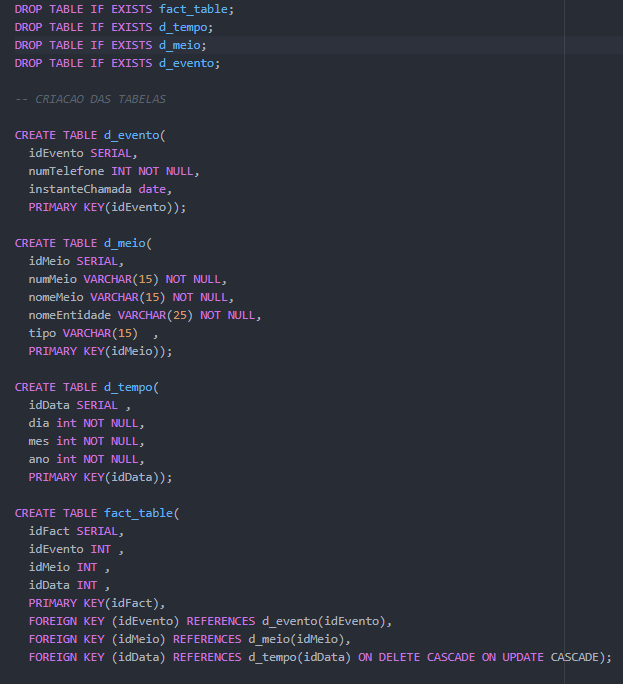 DROP TABLE IF EXISTS fact_table;
DROP TABLE IF EXISTS d_tempo;
DROP TABLE IF EXISTS d_meio;
DROP TABLE IF EXISTS d_evento;
-- CRIACAO DAS TABELAS
CREATE TABLE d_evento(
idEvento SERIAL,
numTelefone INT NOT NULL,
instanteChamada date,
PRIMARY KEY(idEvento));
CREATE TABLE d_meio(
idMeio SERIAL,
numMeio VARCHAR(15) NOT NULL,
nomeMeio VARCHAR(15) NOT NULL,
nomeEntidade VARCHAR(25) NOT NULL,
tipo VARCHAR(15)  ,
PRIMARY KEY(idMeio));
CREATE TABLE d_tempo(
idData SERIAL ,
dia int NOT NULL,
mes int NOT NULL,
ano int NOT NULL,
PRIMARY KEY(idData));
CREATE TABLE fact_table(
idFact SERIAL,
idEvento INT ,
idMeio INT ,
idData INT ,
PRIMARY KEY(idFact),
FOREIGN KEY (idEvento) REFERENCES d_evento(idEvento),
FOREIGN KEY (idMeio) REFERENCES d_meio(idMeio),
FOREIGN KEY (idData) REFERENCES d_tempo(idData) ON DELETE CASCADE ON UPDATE CASCADE);